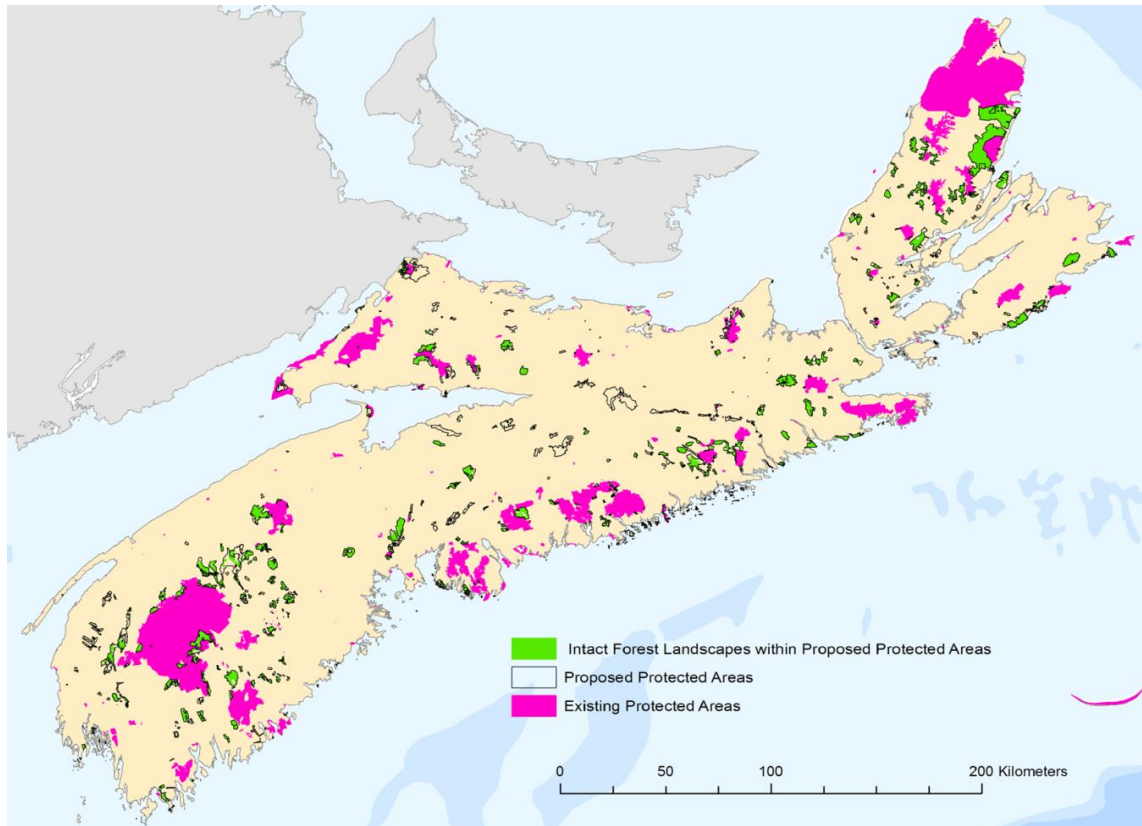 Intact Forest Landscapes within Proposed Protected Areas
Proposed Protected Areas
Existing Protected Areas
0 50 100 200 Kilometers